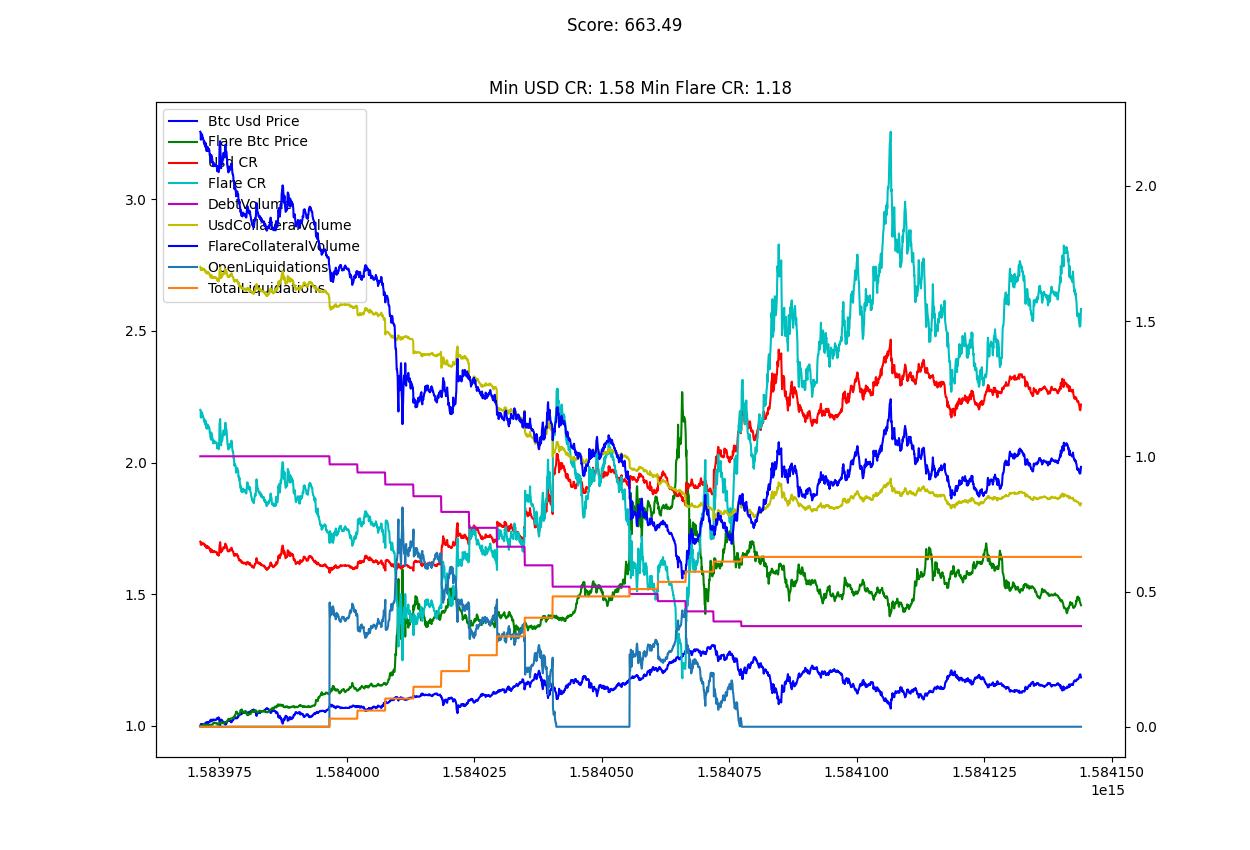 Score: 663.49
Min USD CR: 1.58 Min Flare CR: 1.18
Btc Usd Price
Flare Btc Price
Usd CR
Flare CR
DebtVolume
UsdCollateralVolume
FlareCollateralVolume
OpenLiquidations
TotalLiquidations
3.0
2.5
2.0
1.5
1.0
2.0
1.5
1.0
0.5
0.0
1.583975 1.584000 1.584025 1.584050 1.584075 1.584100 1.584125 1.584150
1e15